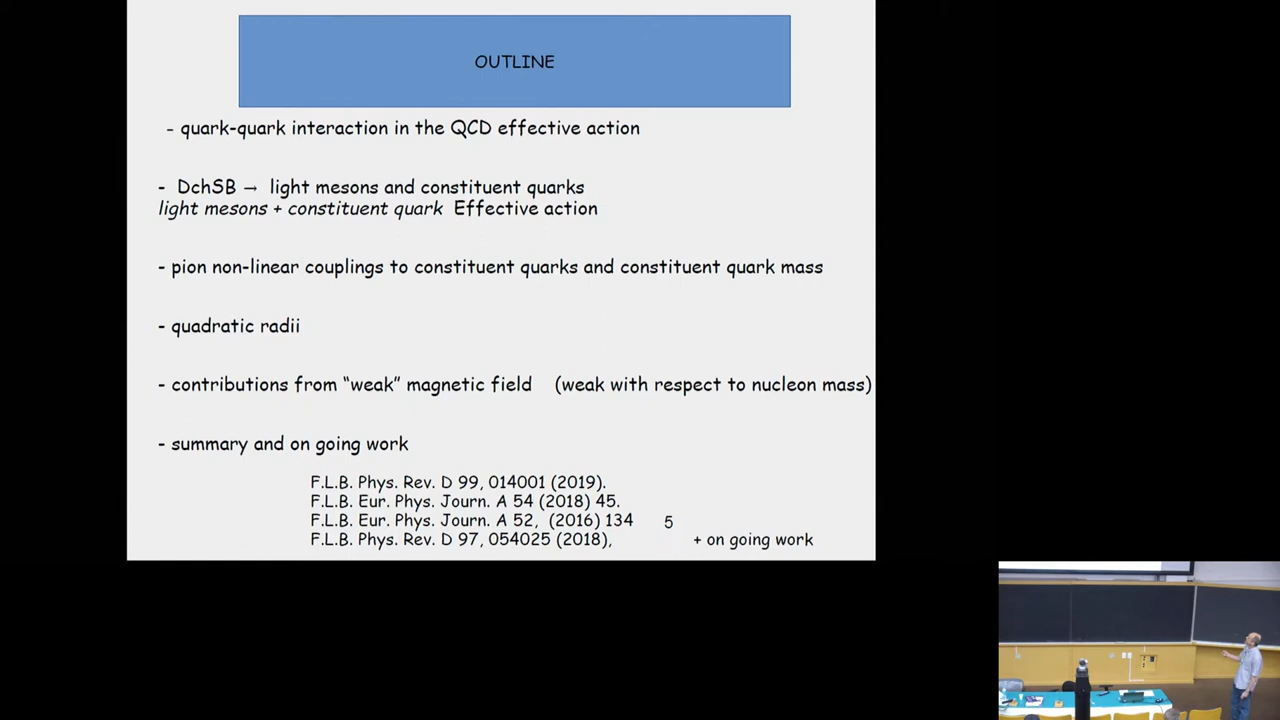 OUTLINE
- quark-quark interaction in the QCD effective action
- DchSB → light mesons and constituent quarks
light mesons + constituent quark Effective action
- pion non-linear couplings to constituent quarks and constituent quark mass
- quadratic radii
- contributions from “weak” magnetic field (weak with respect to nucleon mass)
- summary and on going work
F.L.B. Phys. Rev. D 99, 014001 (2019).
F.L.B. Eur. Phys. Journ. A 54 (2018) 45.
F.L.B. Eur. Phys. Journ. A 52, (2016) 134 5
F.L.B. Phys. Rev. D 97, 054025 (2018), + on going work